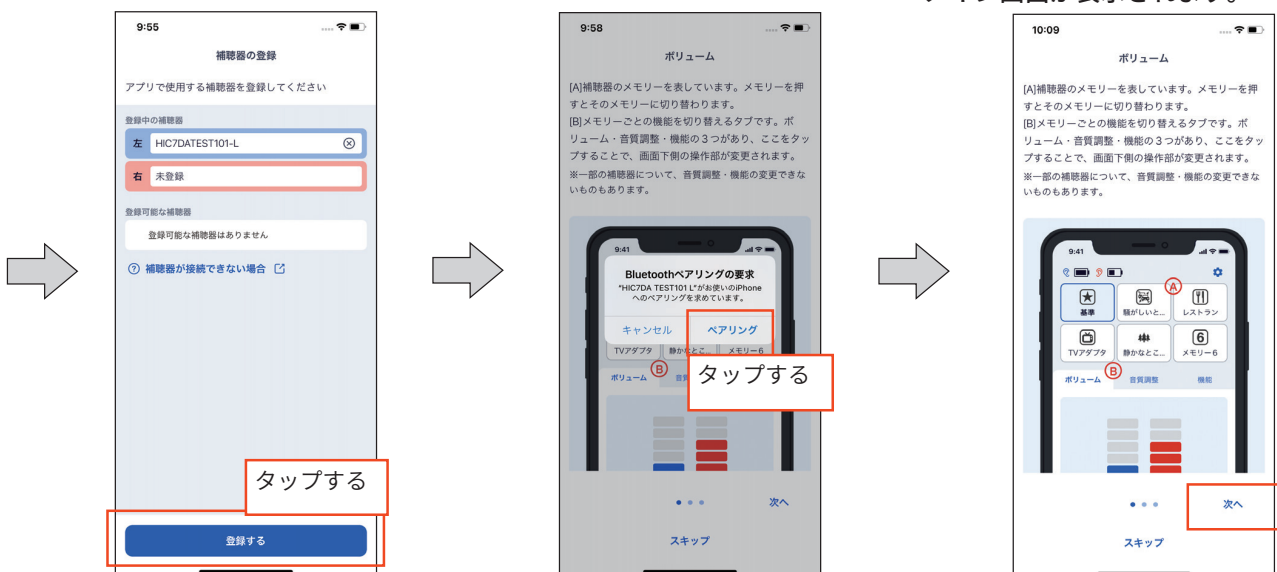 9:55
補聴器の登録
アプリで使用する補聴器を登録してください
登録中の補聴器
左 HIC7DATEST101-L
右 未登録
登録可能な補聴器
登録可能な補聴器はありません
補聴器が接続できない場合
タップする
登録する
9:58
ボリューム
[A]補聴器のメモリーを表しています。メモリーを押
すとそのメモリーに切り替わります。
[B]メモリーごとの機能を切り替えるタブです。ボ
リューム・音質調整・機能の3つがあり、ここをタッ
プすることで、画面下側の操作部が変更されます。
※一部の補聴器について、音質調整・機能の変更できな
いものもあります。
9:41
Bluetoothペアリングの要求
"HIC7DA TEST101 L"がお使いのiPhone
へのペアリングを求めています。
キャンセル ペアリング
TVアダプタ 静かなとこ... メモリー6
B
ボリューム
タップする
次へ
スキップ
10:09
ボリューム
[A]補聴器のメモリーを表しています。メモリーを押
すとそのメモリーに切り替わります。
[B]メモリーごとの機能を切り替えるタブです。ボ
リューム・音質調整・機能の3つがあり、ここをタッ
プすることで、画面下側の操作部が変更されます。
※一部の補聴器について、音質調整・機能の変更できな
いものもあります。
9:41
A
基準 騒がしいと... レストラン
6
TVアダプタ 静かなとこ... メモリー6
B
ボリューム 音質調整 機能
次へ
スキップ